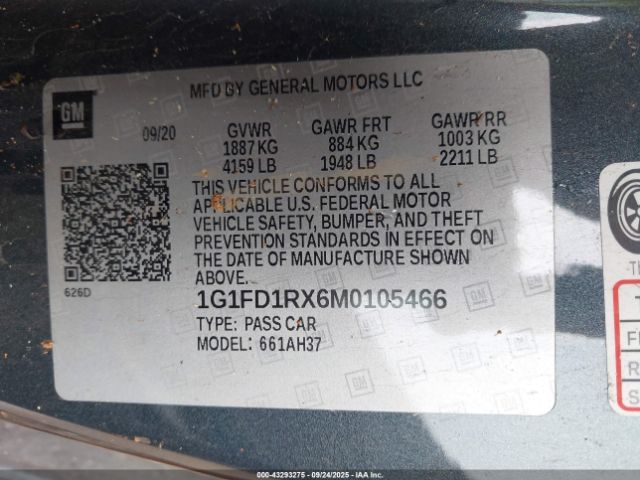 MFD BY GENERAL MOTORS LLC
GM
09/20
GVWR
1887 KG
4159 LB
GAWR FRT
884 KG
1948 LB
GAWR RR
1003 KG
2211 LB
THIS VEHICLE CONFORMS TO ALL
APPLICABLE U.S. FEDERAL MOTOR
VEHICLE SAFETY, BUMPER, AND THEFT
PREVENTION STANDARDS IN EFFECT ON
THE DATE OF MANUFACTURE SHOWN
ABOVE.
626D
1G1FD1RX6M0105466
TYPE: PASS CAR
MODEL: 661AH37
TH
F
R
S
000-43293275 - 09/24/2025 - IAAI.COM